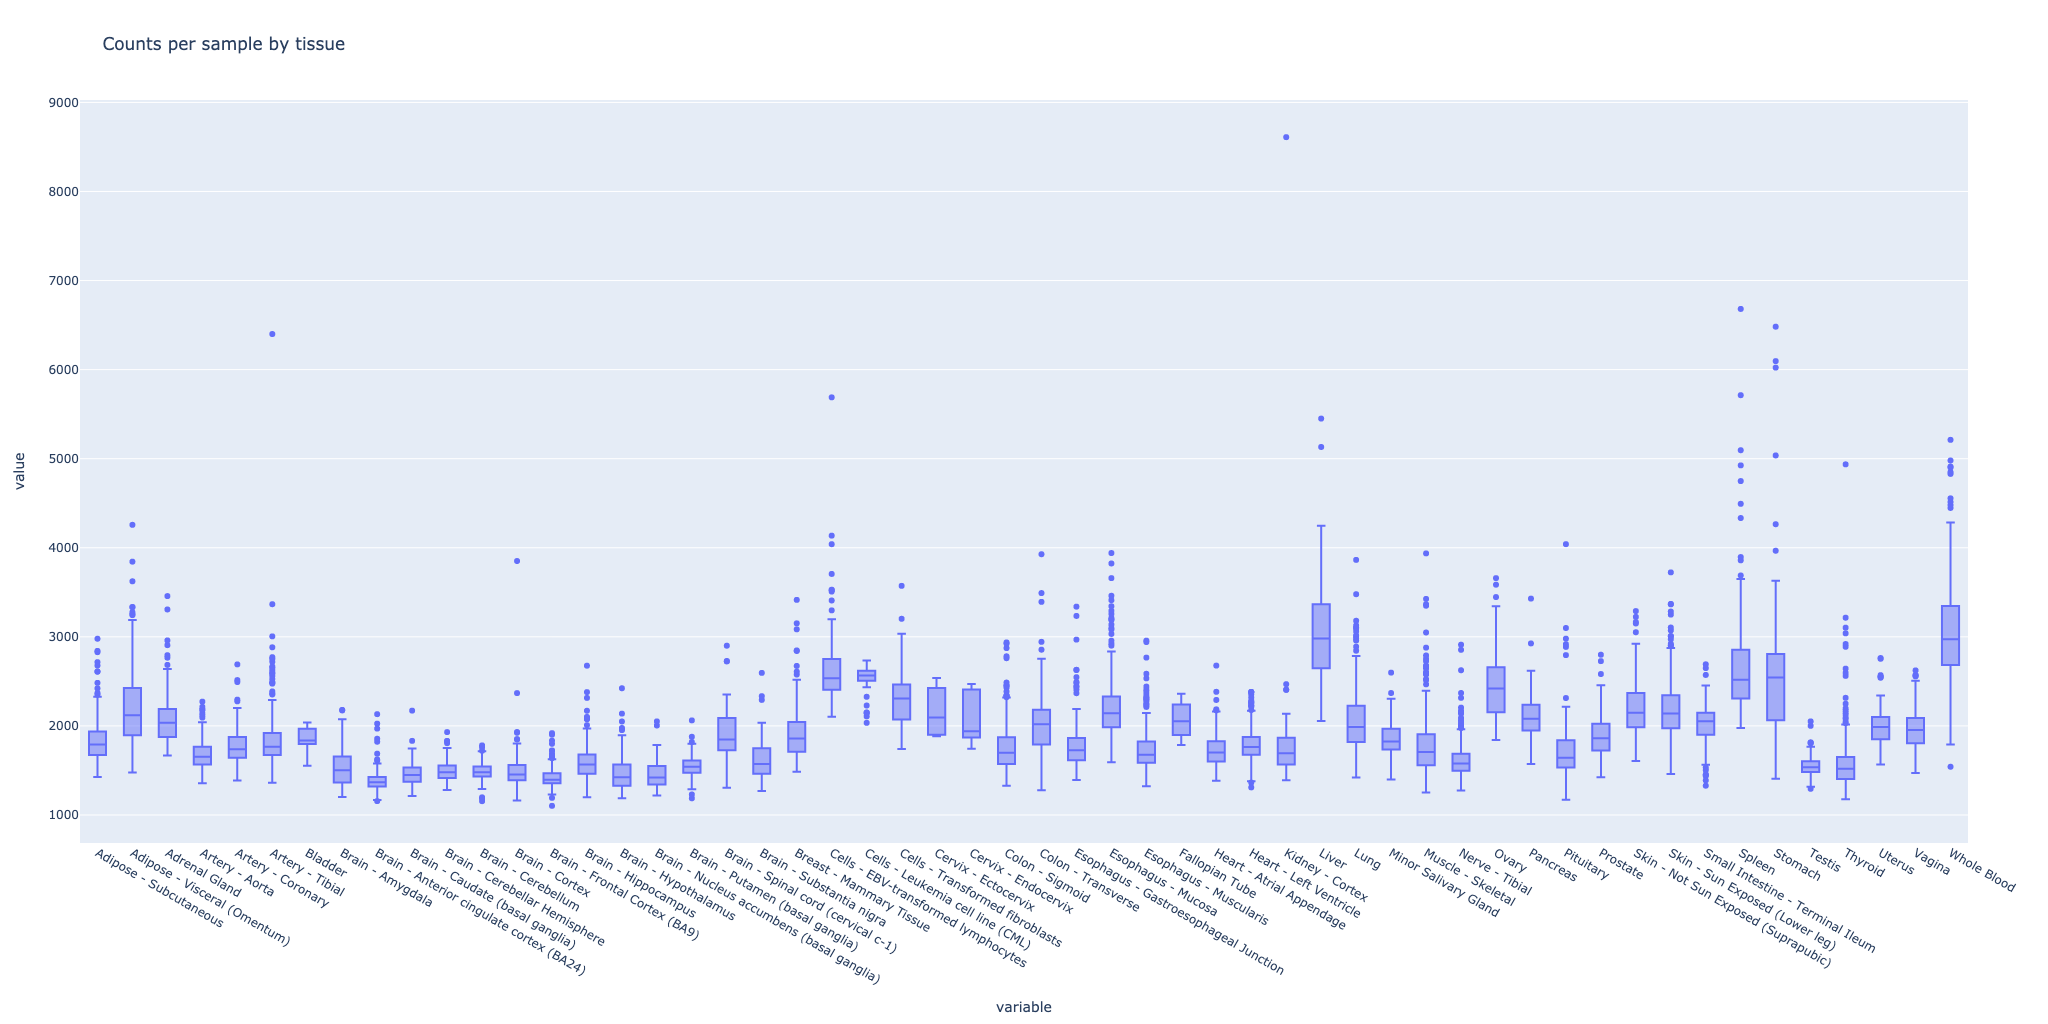 Counts per sample by tissue
9000
8000
7000
6000
5000
4000
3000
2000
1000
value
Adipose - Subcutaneous
Adipose - Visceral (Omentum)
Adrenal Gland
Artery - Aorta
Artery - Coronary
Artery - Tibial
Bladder
Brain - Amygdala
Brain - Anterior cingulate cortex (BA24)
Brain - Caudate (basal ganglia)
Brain - Cerebellar Hemisphere
Brain - Cerebellum
Brain - Cortex
Brain - Frontal Cortex (BA9)
Brain - Hippocampus
Brain - Hypothalamus
Brain - Nucleus accumbens (basal ganglia)
Brain - Putamen (basal ganglia)
Brain - Spinal cord (cervical c-1)
Brain - Substantia nigra
Breast - Mammary Tissue
Cells - EBV-transformed lymphocytes
Cells - Leukemia cell line (CML)
Cells - Transformed fibroblasts
Cervix - Ectocervix
Cervix - Endocervix
Colon - Sigmoid
Colon - Transverse
Esophagus - Gastroesophageal Junction
Esophagus - Mucosa
Esophagus - Muscularis
Fallopian Tube
Heart - Atrial Appendage
Heart - Left Ventricle
Kidney - Cortex
Liver
Lung
Minor Salivary Gland
Muscle - Skeletal
Nerve - Tibial
Ovary
Pancreas
Pituitary
Prostate
Skin - Not Sun Exposed (Suprapubic)
Skin - Sun Exposed (Lower leg)
Small Intestine - Terminal Ileum
Spleen
Stomach
Testis
Thyroid
Uterus
Vagina
Whole Blood
variable